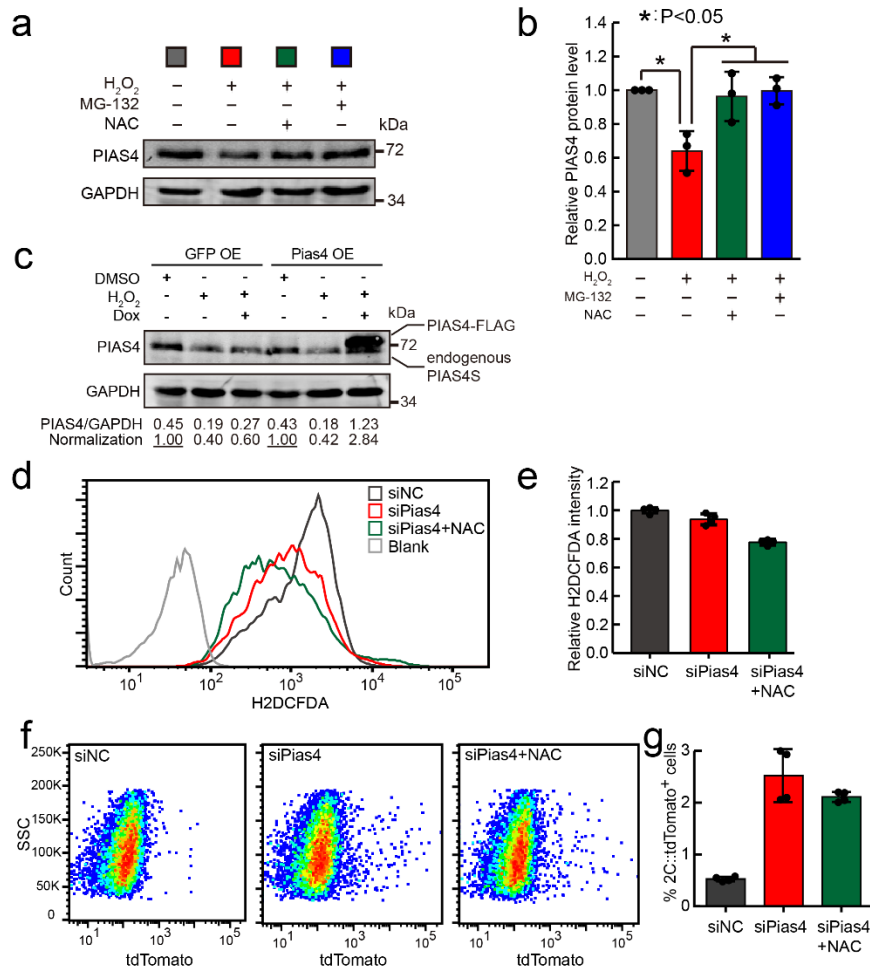 a
H₂O₂ – + + +
MG-132 – – – +
NAC – – + –
kDa
PIAS4
72
GAPDH
34
b
*:P<0.05
*
*
Relative PIAS4 protein level
1.4
1.2
1.0
0.8
0.6
0.4
0.2
0.0
H₂O₂ – + + +
MG-132 – – – +
NAC – – + –
c
GFP OE Pias4 OE
DMSO + - - + - -
H₂O₂ - + + - + +
Dox - - + - - +
kDa
PIAS4-FLAG
PIAS4
72
endogenous
PIAS4S
GAPDH
34
PIAS4/GAPDH 0.45 0.19 0.27 0.43 0.18 1.23
Normalization 1.00 0.40 0.60 1.00 0.42 2.84
d
siNC
siPias4
siPias4+NAC
Blank
Count
10¹ 10² 10³ 10⁴ 10⁵
H2DCFDA
e
Relative H2DCFDA intensity
1.2
1.0
0.8
0.6
0.4
0.2
0.0
siNC siPias4 siPias4
+NAC
f
siNC
siPias4
siPias4+NAC
SSC
250K
200K
150K
100K
50K
0
10¹ 10³ 10⁵
tdTomato
10¹ 10³ 10⁵
tdTomato
10¹ 10³ 10⁵
tdTomato
g
% 2C::tdTomato⁺ cells
3
2
1
0
siNC siPias4 siPias4
+NAC